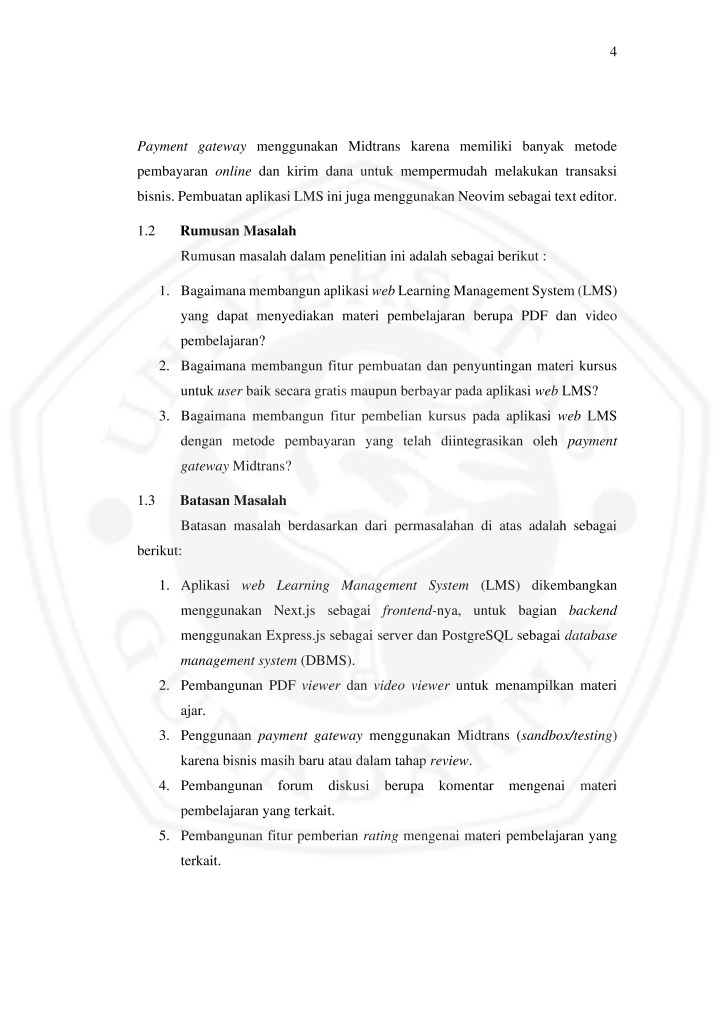 4
Payment gateway menggunakan Midtrans karena memiliki banyak metode
pembayaran online dan kirim dana untuk mempermudah melakukan transaksi
bisnis. Pembuatan aplikasi LMS ini juga menggunakan Neovim sebagai text editor.
1.2 Rumusan Masalah
Rumusan masalah dalam penelitian ini adalah sebagai berikut :
1. Bagaimana membangun aplikasi web Learning Management System (LMS)
yang dapat menyediakan materi pembelajaran berupa PDF dan video
pembelajaran?
2. Bagaimana membangun fitur pembuatan dan penyuntingan materi kursus
untuk user baik secara gratis maupun berbayar pada aplikasi web LMS?
3. Bagaimana membangun fitur pembelian kursus pada aplikasi web LMS
dengan metode pembayaran yang telah diintegrasikan oleh payment
gateway Midtrans?
1.3 Batasan Masalah
Batasan masalah berdasarkan dari permasalahan di atas adalah sebagai
berikut:
1. Aplikasi web Learning Management System (LMS) dikembangkan
menggunakan Next.js sebagai frontend-nya, untuk bagian backend
menggunakan Express.js sebagai server dan PostgreSQL sebagai database
management system (DBMS).
2. Pembangunan PDF viewer dan video viewer untuk menampilkan materi
ajar.
3. Penggunaan payment gateway menggunakan Midtrans (sandbox/testing)
karena bisnis masih baru atau dalam tahap review.
4. Pembangunan forum diskusi berupa komentar mengenai materi
pembelajaran yang terkait.
5. Pembangunan fitur pemberian rating mengenai materi pembelajaran yang
terkait.
UNIVERSITAS
GUNADARMA